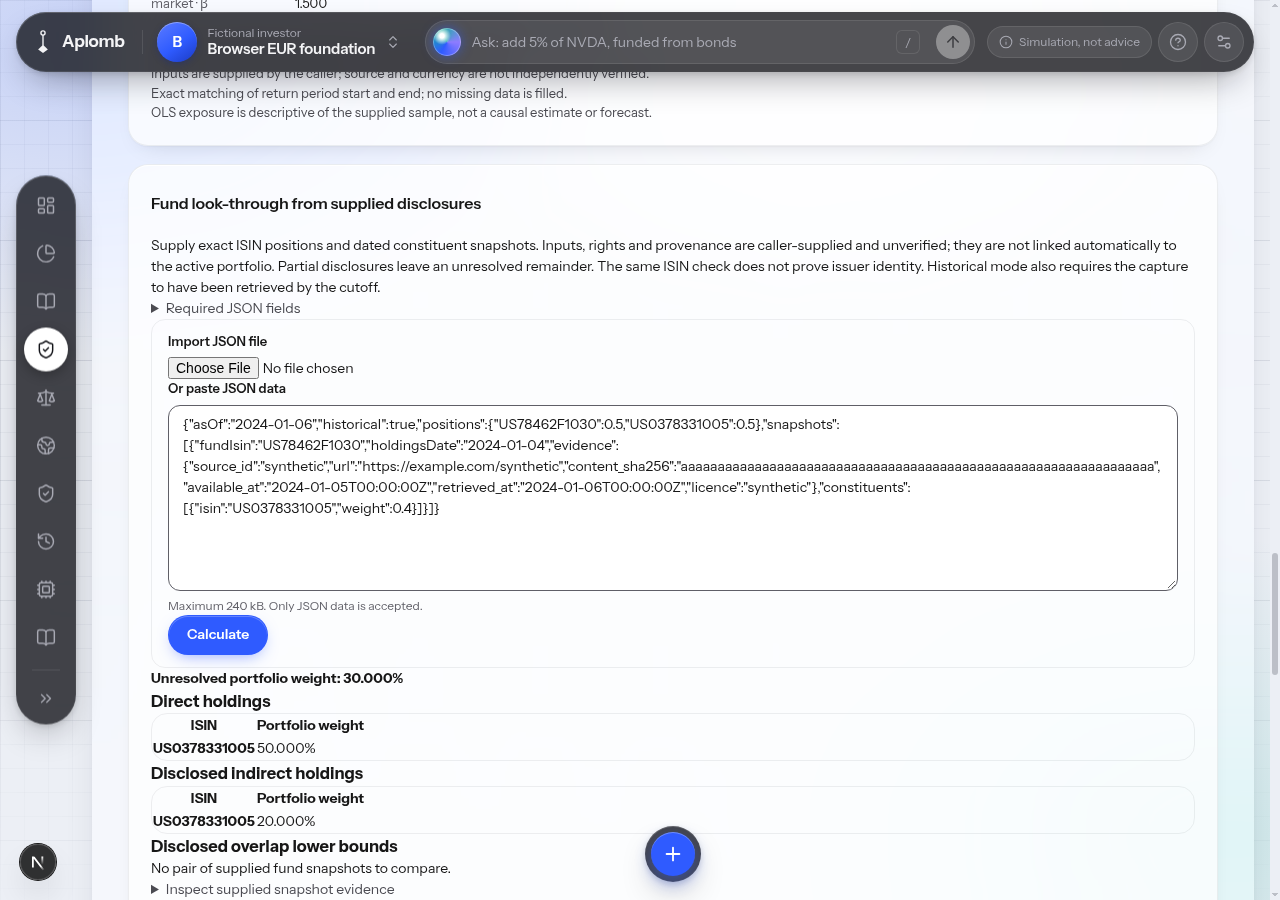 market · β 1.500
Aplomb
B
Fictional investor
Browser EUR foundation
Ask: add 5% of NVDA, funded from bonds
/
Simulation, not advice
Inputs are supplied by the caller; source and currency are not independently verified.
Exact matching of return period start and end; no missing data is filled.
OLS exposure is descriptive of the supplied sample, not a causal estimate or forecast.
Fund look-through from supplied disclosures
Supply exact ISIN positions and dated constituent snapshots. Inputs, rights and provenance are caller-supplied and unverified; they are not linked automatically to
the active portfolio. Partial disclosures leave an unresolved remainder. The same ISIN check does not prove issuer identity. Historical mode also requires the capture
to have been retrieved by the cutoff.
Required JSON fields
Import JSON file
Choose File No file chosen
Or paste JSON data
{"asOf":"2024-01-06","historical":true,"positions":{"US78462F1030":0.5,"US0378331005":0.5},"snapshots":
[{"fundIsin":"US78462F1030","holdingsDate":"2024-01-04","evidence":
{"source_id":"synthetic","url":"https://example.com/synthetic","content_sha256":"aaaaaaaaaaaaaaaaaaaaaaaaaaaaaaaaaaaaaaaaaaaaaaaaaaaaaaaaaaaaaaaa",
"available_at":"2024-01-05T00:00:00Z","retrieved_at":"2024-01-06T00:00:00Z","licence":"synthetic"},"constituents":
[{"isin":"US0378331005","weight":0.4}]}]}
Maximum 240 kB. Only JSON data is accepted.
Calculate
Unresolved portfolio weight: 30.000%
Direct holdings
ISIN Portfolio weight
US0378331005 50.000%
Disclosed indirect holdings
ISIN Portfolio weight
US0378331005 20.000%
Disclosed overlap lower bounds
No pair of supplied fund snapshots to compare.
Inspect supplied snapshot evidence
N